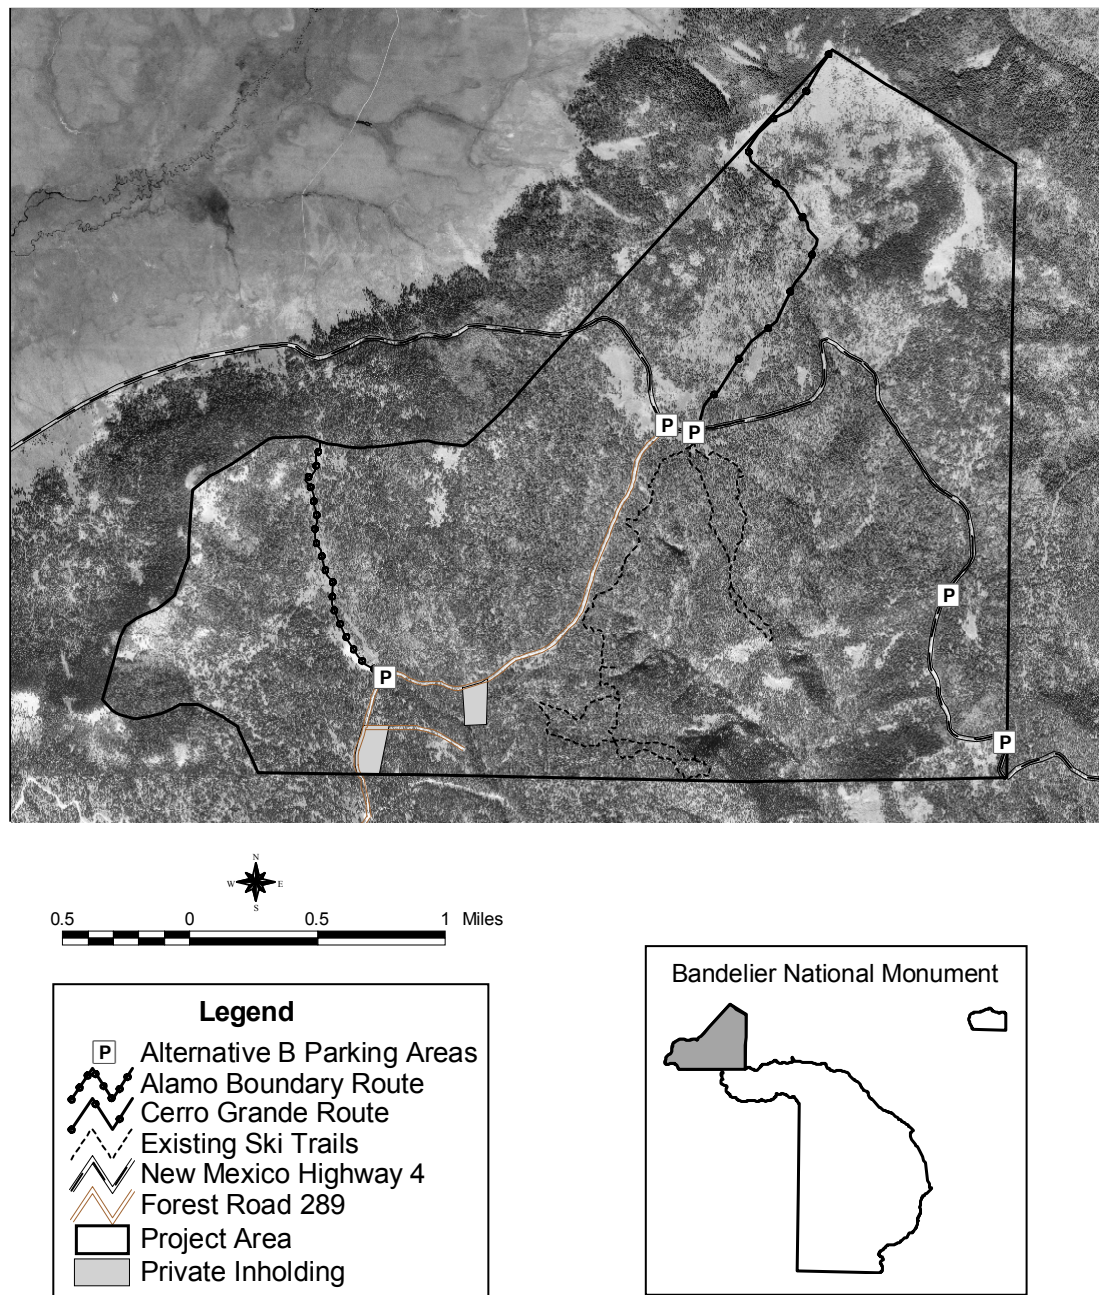 P
P
P
P
P
N
W E
S
0.5 0 0.5 1 Miles
Legend
P Alternative B Parking Areas
Alamo Boundary Route
Cerro Grande Route
Existing Ski Trails
New Mexico Highway 4
Forest Road 289
Project Area
Private Inholding
Bandelier National Monument